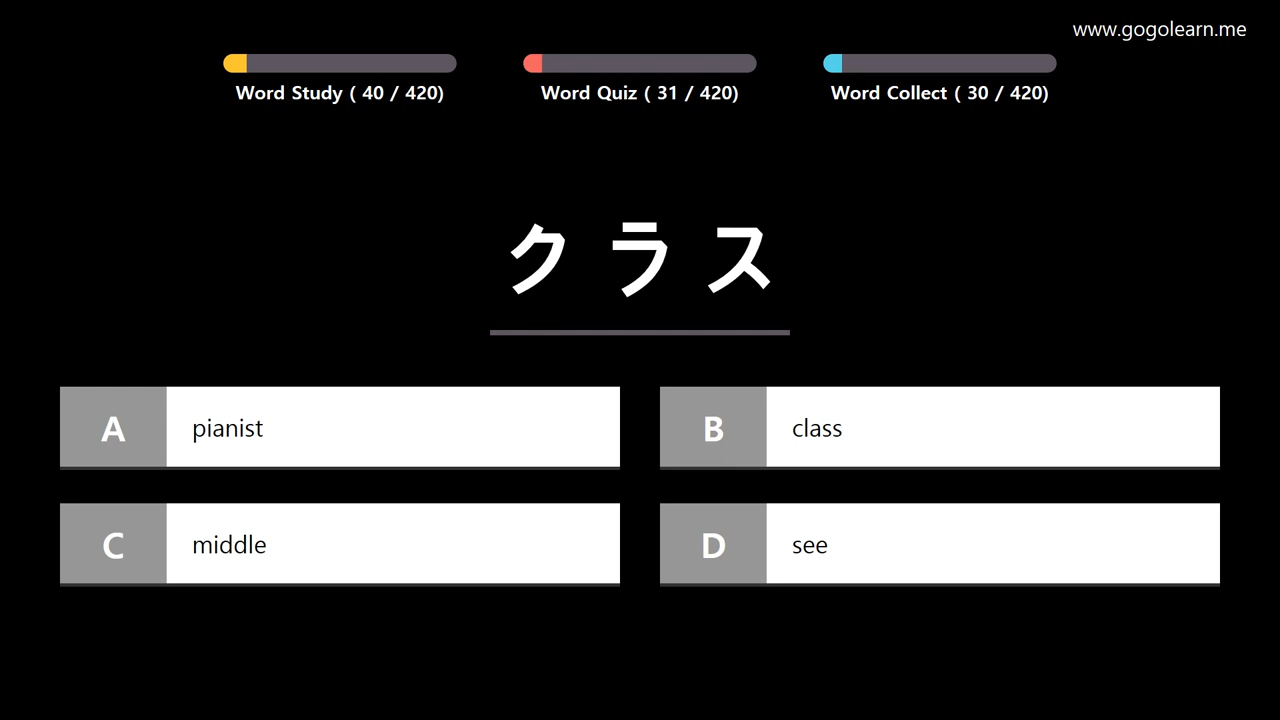 www.gogolearn.me
Word Study ( 40 / 420)
Word Quiz ( 31 / 420)
Word Collect ( 30 / 420)
クラス
A pianist
B class
C middle
D see